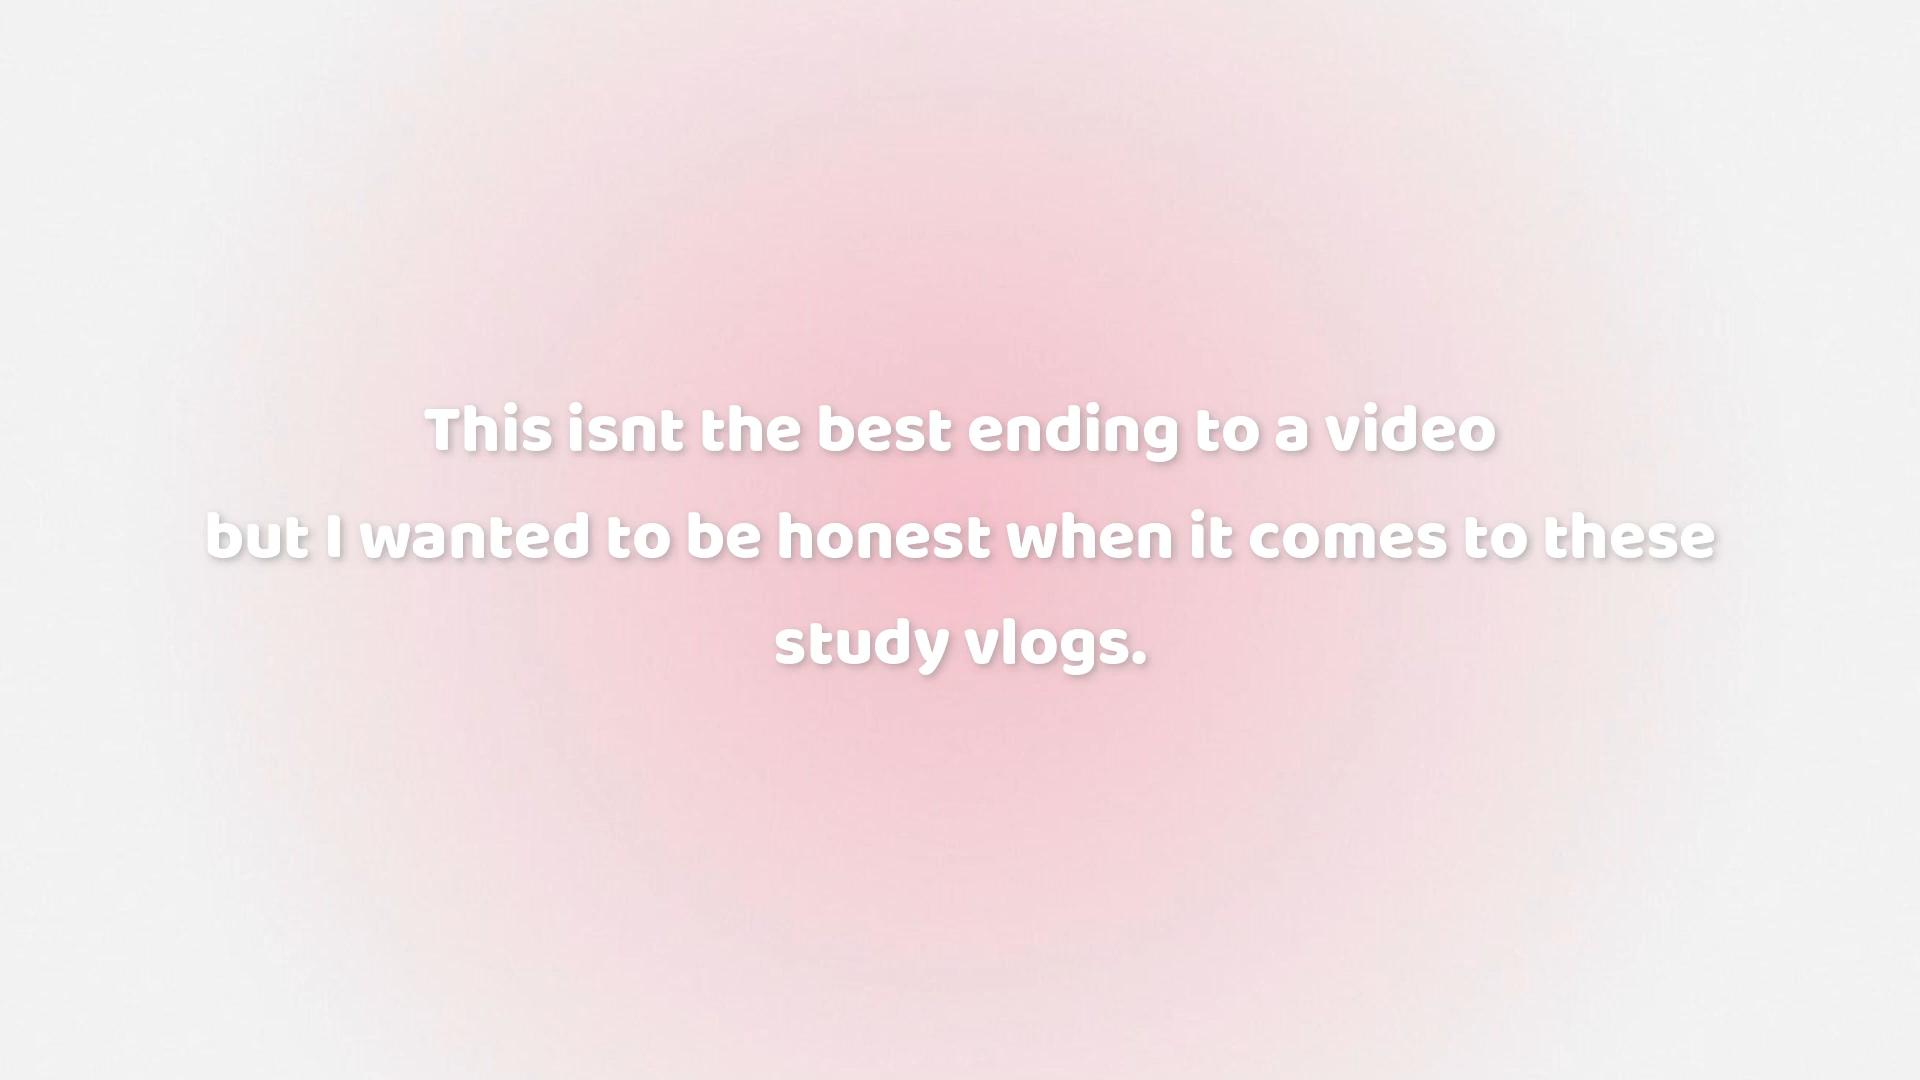 This isnt the best ending to a video
but I wanted to be honest when it comes to these
study vlogs.